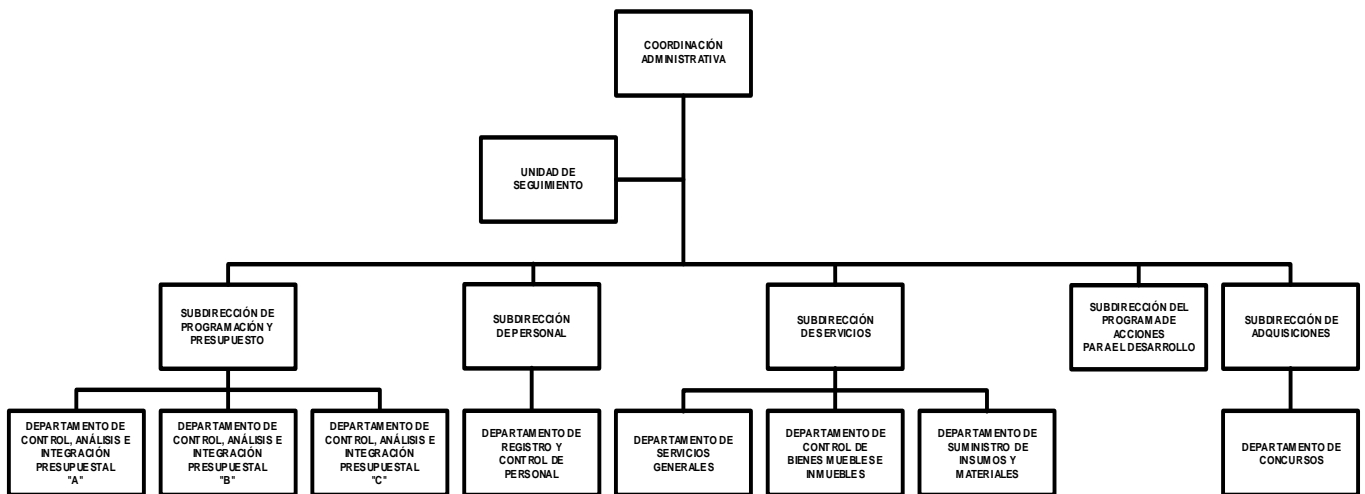 COORDINACIÓN
ADMINISTRATIVA
UNIDAD DE
SEGUIMIENTO
SUBDIRECCIÓN DE
PROGRAMACIÓN Y
PRESUPUESTO
SUBDIRECCIÓN
DE PERSONAL
SUBDIRECCIÓN
DE SERVICIOS
SUBDIRECCIÓN DEL
PROGRAMA DE
ACCIONES
PARA EL DESARROLLO
SUBDIRECCIÓN DE
ADQUISICIONES
DEPARTAMENTO DE
CONTROL, ANÁLISIS E
INTEGRACIÓN
PRESUPUESTAL
"A"
DEPARTAMENTO DE
CONTROL, ANÁLISIS E
INTEGRACIÓN
PRESUPUESTAL
"B"
DEPARTAMENTO DE
CONTROL, ANÁLISIS E
INTEGRACIÓN
PRESUPUESTAL
"C"
DEPARTAMENTO DE
REGISTRO Y
CONTROL DE
PERSONAL
DEPARTAMENTO DE
SERVICIOS
GENERALES
DEPARTAMENTO DE
CONTROL DE
BIENES MUEBLES E
INMUEBLES
DEPARTAMENTO DE
SUMINISTRO DE
INSUMOS Y
MATERIALES
DEPARTAMENTO DE
CONCURSOS